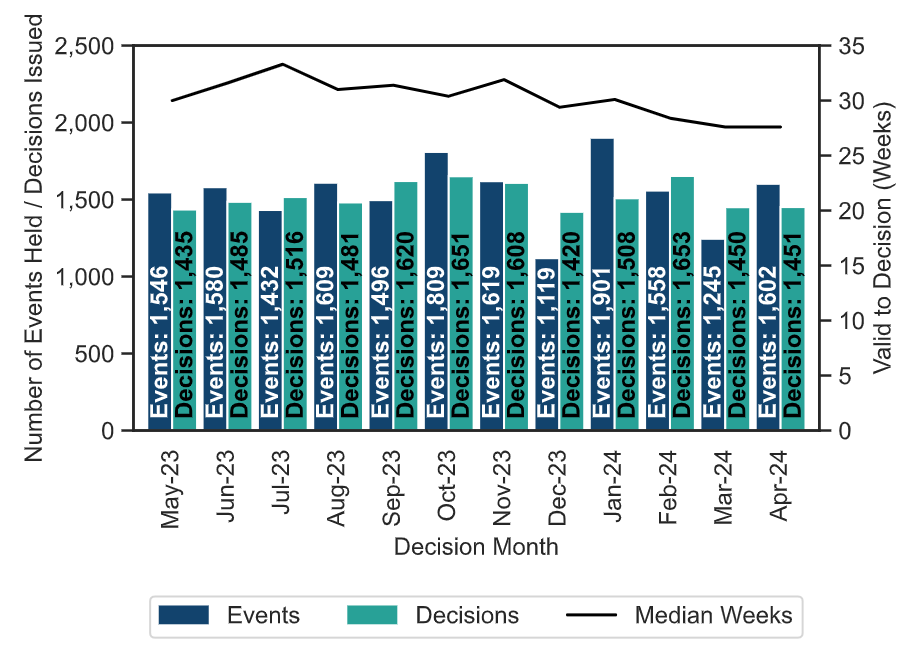 Number of Events Held / Decisions Issued
2,500
2,000
1,500
1,000
500
0
Events: 1,546
Decisions: 1,435
Events: 1,580
Decisions: 1,485
Events: 1,432
Decisions: 1,516
Events: 1,609
Decisions: 1,481
Events: 1,496
Decisions: 1,620
Events: 1,809
Decisions: 1,651
Events: 1,619
Decisions: 1,608
Events: 1,119
Decisions: 1,420
Events: 1,901
Decisions: 1,508
Events: 1,558
Decisions: 1,653
Events: 1,245
Decisions: 1,450
Events: 1,602
Decisions: 1,451
35
30
25
20
15
10
5
0
Valid to Decision (Weeks)
May-23
Jun-23
Jul-23
Aug-23
Sep-23
Oct-23
Nov-23
Dec-23
Jan-24
Feb-24
Mar-24
Apr-24
Decision Month
Events
Decisions
Median Weeks